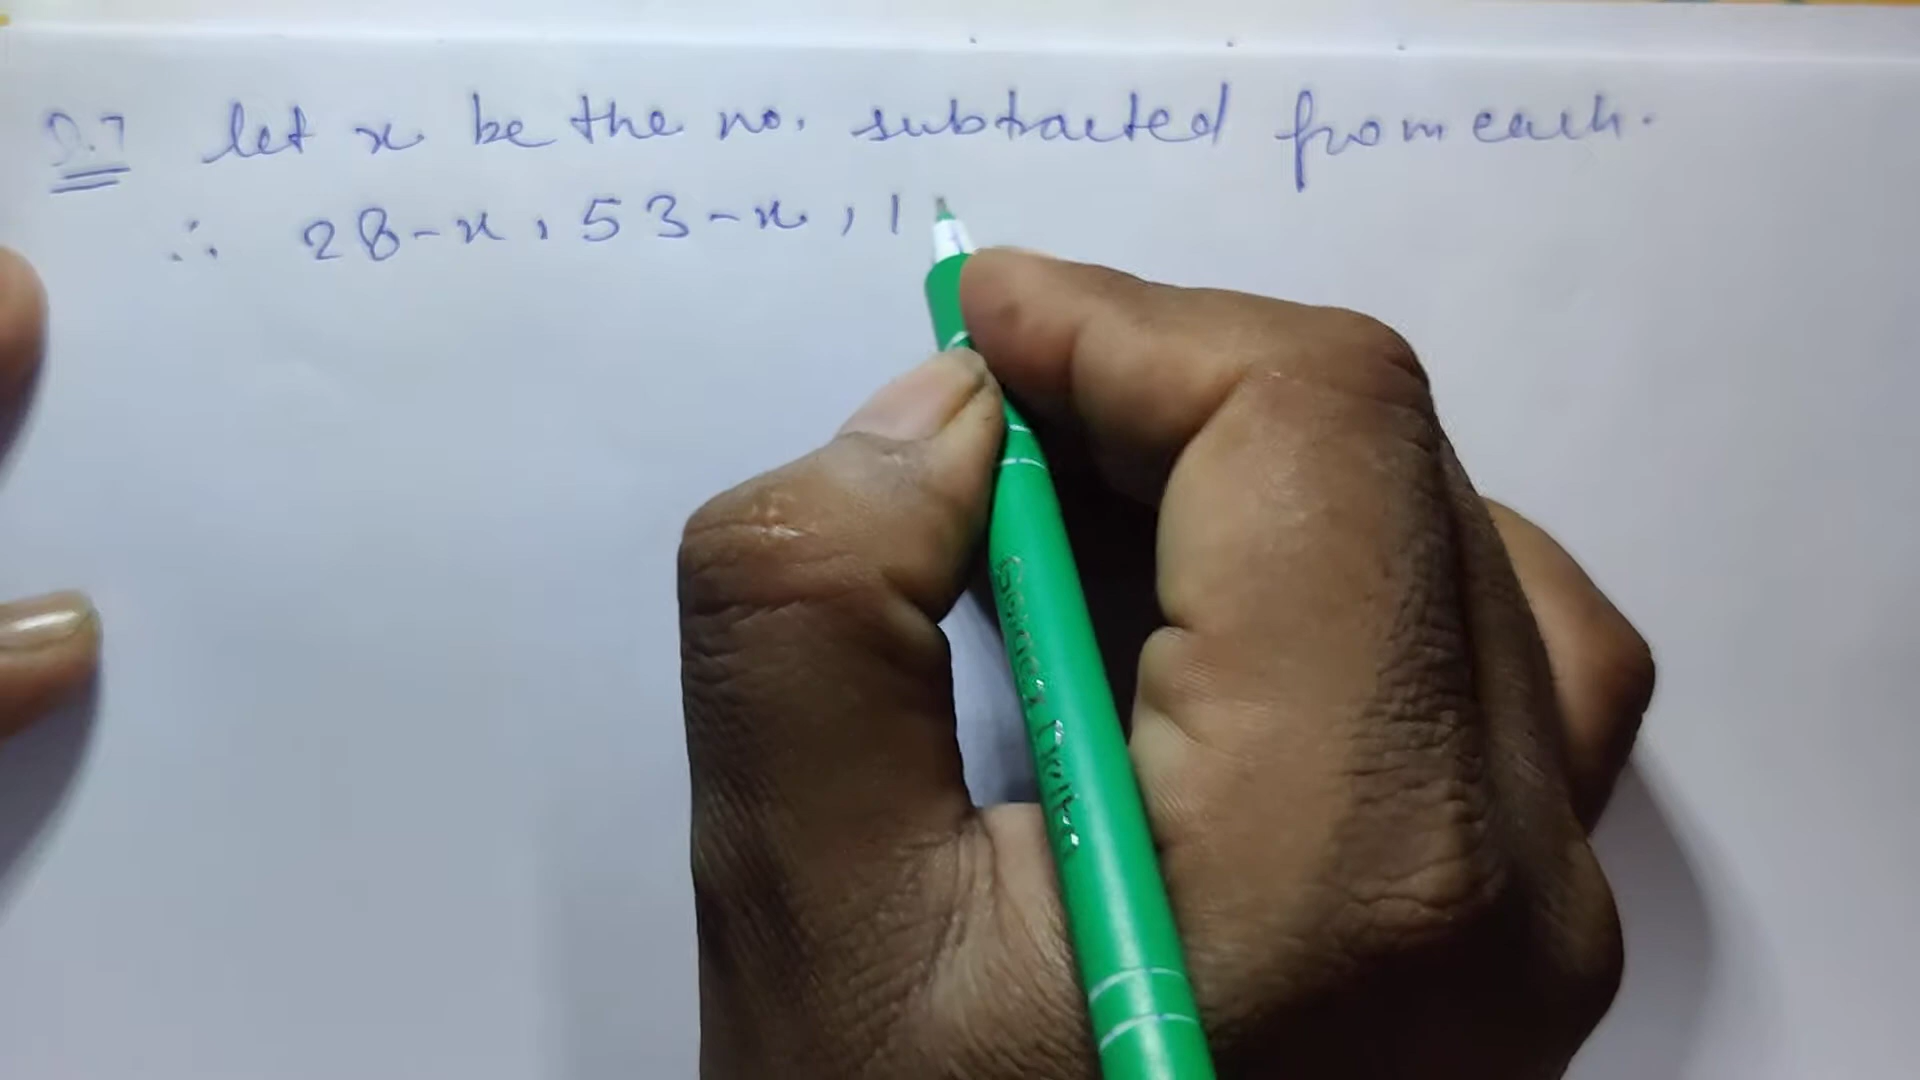 Q.7 let x be the no. subtracted from each.
∴ 28-x, 53-x, 1